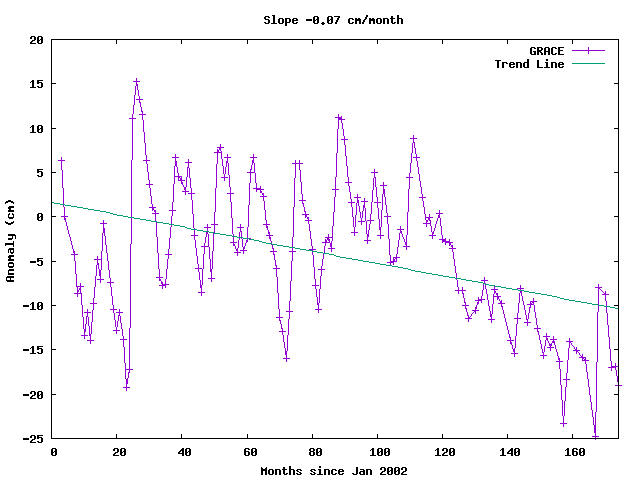 Slope -0.07 cm/month
GRACE
Trend Line
20
15
10
5
0
-5
-10
-15
-20
-25
Anomaly (cm)
0 20 40 60 80 100 120 140 160
Months since Jan 2002